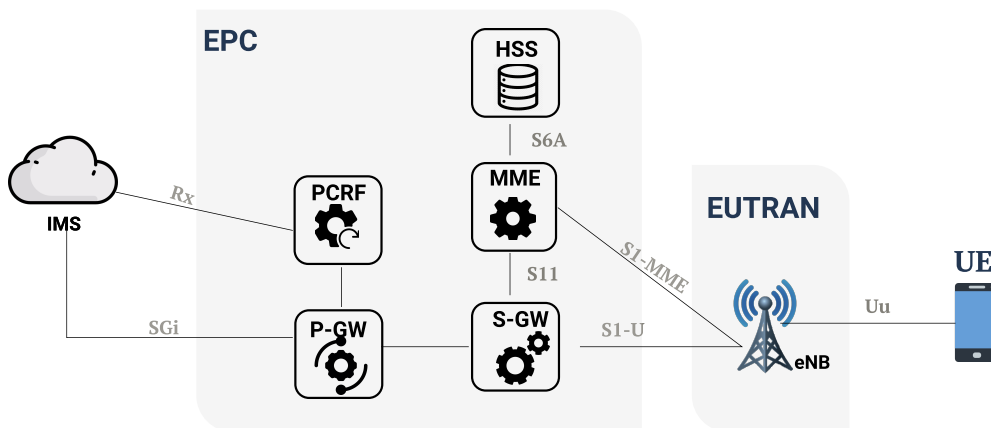 EPC
HSS
S6A
MME
PCRF
Rx
IMS
EUTRAN
S1-MME
UE
S11
Uu
S-GW
P-GW
SGi
S1-U
eNB